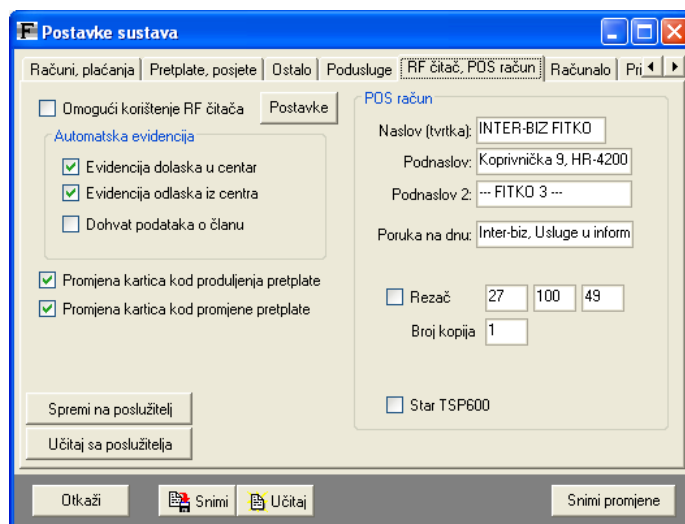 Postavke sustava
Računi, plaćanja
Pretplate, posjete
Ostalo
Podusluge
RF čitač, POS račun
Računalo
Pri
Omogući korištenje RF čitača
Postavke
Automatska evidencija
Evidencija dolaska u centar
Evidencija odlaska iz centra
Dohvat podataka o članu
Promjena kartica kod produljenja pretplate
Promjena kartica kod promjene pretplate
Spremi na poslužitelj
Učitaj sa poslužitelja
POS račun
Naslov (tvrtka): INTER-BIZ FITKO
Podnaslov: Koprivnička 9, HR-4200
Podnaslov 2: --- FITKO 3 ---
Poruka na dnu: Inter-biz, Usluge u inform
Rezač 27 100 49
Broj kopija 1
Star TSP600
Otkaži
Snimi
Učitaj
Snimi promjene